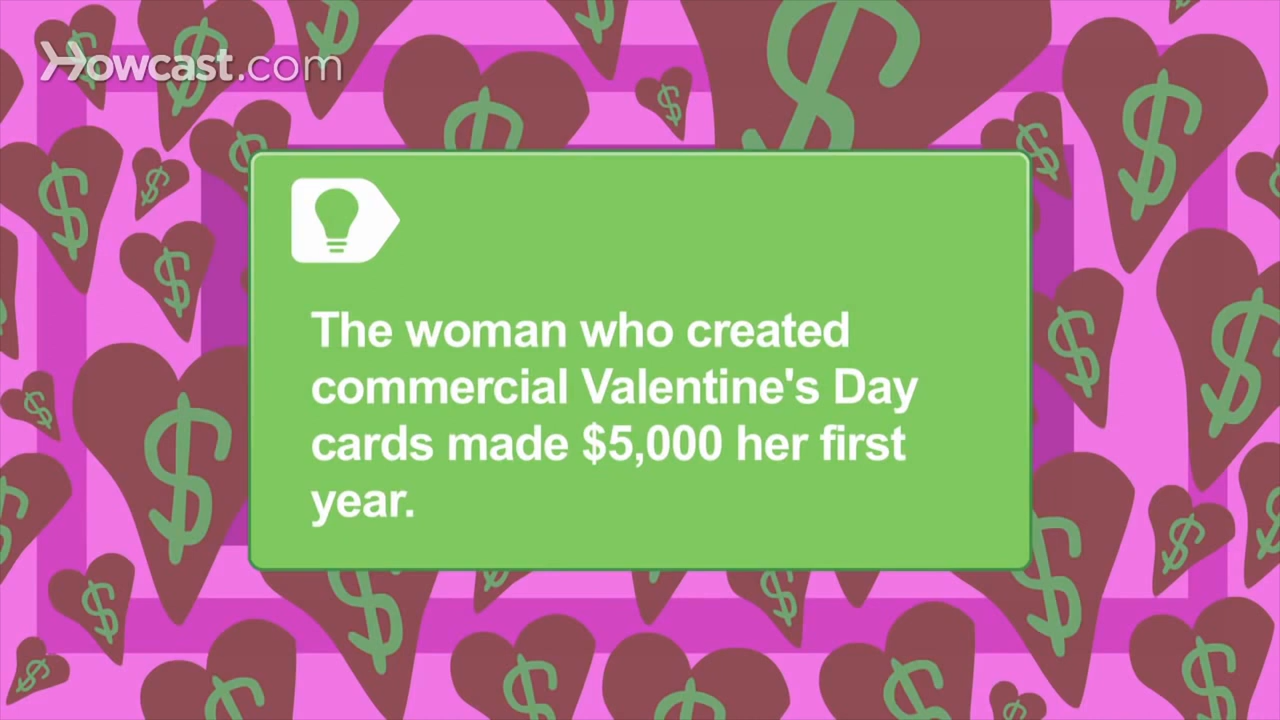 Howcast.com
The woman who created
commercial Valentine's Day
cards made $5,000 her first
year.